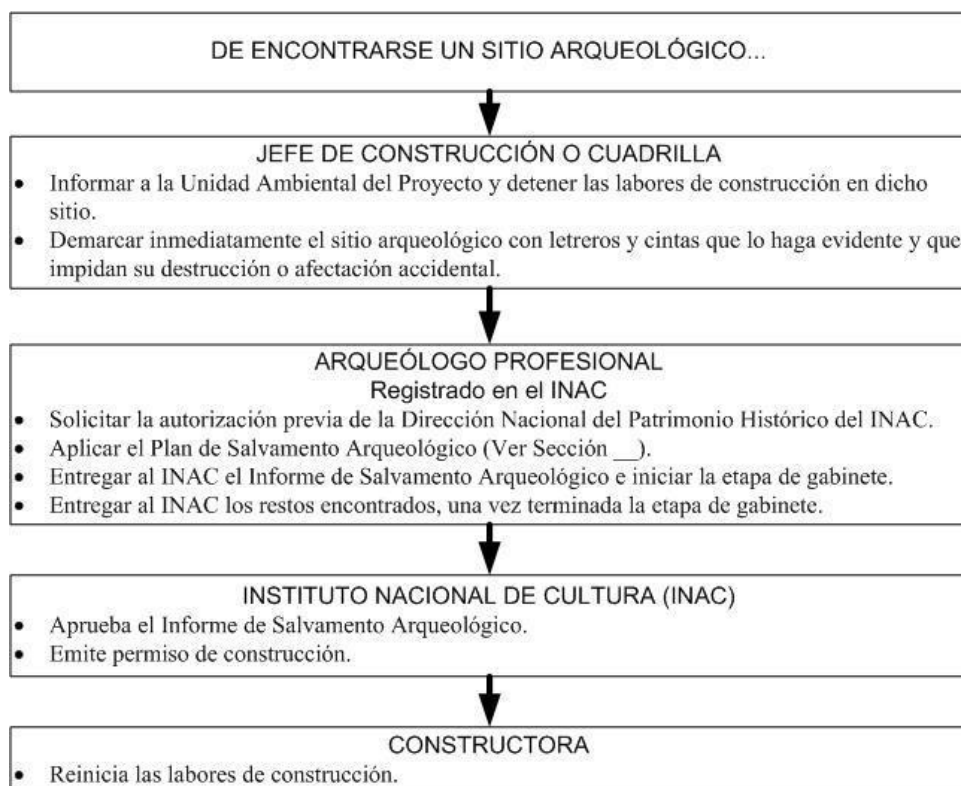 DE ENCONTRARSE UN SITIO ARQUEOLÓGICO...
JEFE DE CONSTRUCCIÓN O CUADRILLA
• Informar a la Unidad Ambiental del Proyecto y detener las labores de construcción en dicho
sitio.
• Demarcar inmediatamente el sitio arqueológico con letreros y cintas que lo haga evidente y que
impidan su destrucción o afectación accidental.
ARQUEÓLOGO PROFESIONAL
Registrado en el INAC
• Solicitar la autorización previa de la Dirección Nacional del Patrimonio Histórico del INAC.
• Aplicar el Plan de Salvamento Arqueológico (Ver Sección __).
• Entregar al INAC el Informe de Salvamento Arqueológico e iniciar la etapa de gabinete.
• Entregar al INAC los restos encontrados, una vez terminada la etapa de gabinete.
INSTITUTO NACIONAL DE CULTURA (INAC)
• Aprueba el Informe de Salvamento Arqueológico.
• Emite permiso de construcción.
CONSTRUCTORA
• Reinicia las labores de construcción.